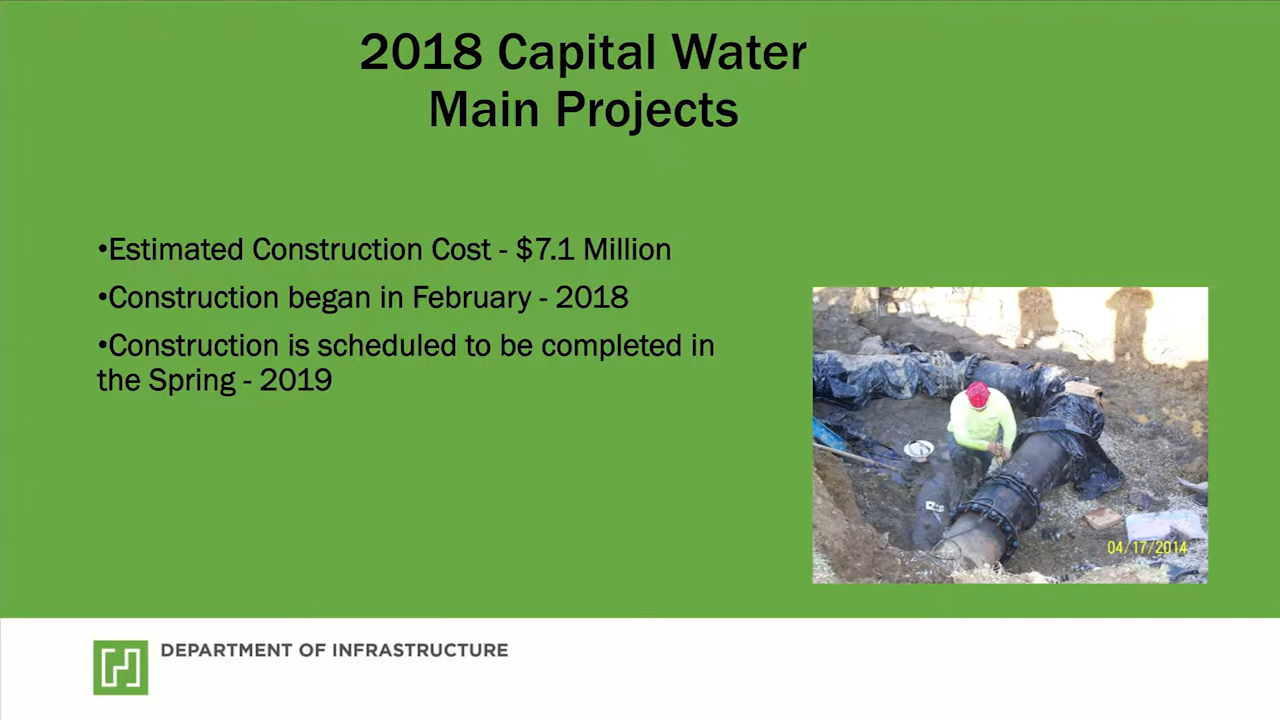 2018 Capital Water
Main Projects
•Estimated Construction Cost - $7.1 Million
•Construction began in February - 2018
•Construction is scheduled to be completed in
the Spring - 2019
04/17/2014
DEPARTMENT OF INFRASTRUCTURE